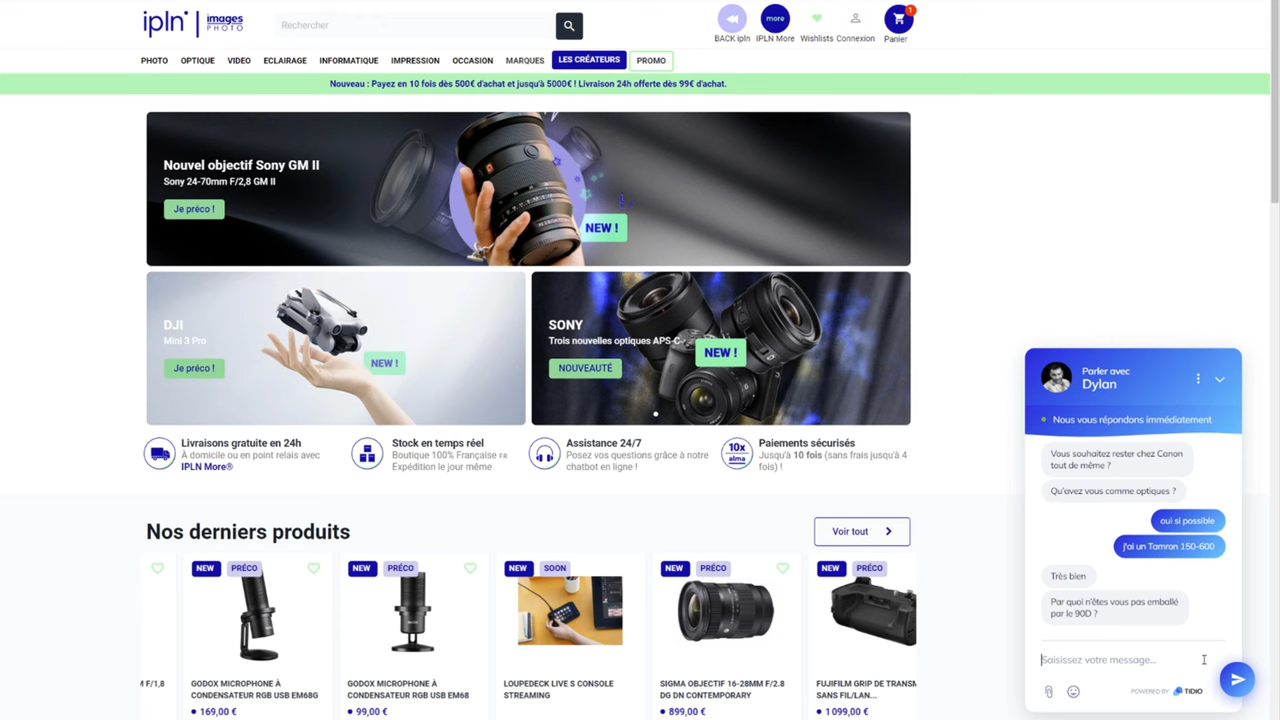 ipln
images
PHOTO
Rechercher
more
1
BACK ipln
IPLN More
Wishlists
Connexion
Panier
PHOTO
OPTIQUE
VIDEO
ECLAIRAGE
INFORMATIQUE
IMPRESSION
OCCASION
MARQUES
LES CRÉATEURS
PROMO
Nouveau : Payez en 10 fois dès 500€ d'achat et jusqu'à 5000€ ! Livraison 24h offerte dès 99€ d'achat.
Nouvel objectif Sony GM II
Sony 24-70mm F/2,8 GM II
Je préco !
NEW !
DJI
Mini 3 Pro
Je préco !
NEW !
SONY
Trois nouvelles optiques APS-C
NOUVEAUTÉ
NEW !
Livraisons gratuite en 24h
À domicile ou en point relais avec
IPLN More®
Stock en temps réel
Boutique 100% Française FR
Expédition le jour même
Assistance 24/7
Posez vos questions grâce à notre
chatbot en ligne !
10x
alma
Paiements sécurisés
Jusqu'à 10 fois (sans frais jusqu'à 4
fois) !
Nos derniers produits
Voir tout
M F/1,8
NEW
PRÉCO
GODOX MICROPHONE À
CONDENSATEUR RGB USB EM68G
169,00 €
NEW
PRÉCO
GODOX MICROPHONE À
CONDENSATEUR RGB USB EM68
99,00 €
NEW
SOON
LOUPEDECK LIVE S CONSOLE
STREAMING
NEW
PRÉCO
SIGMA OBJECTIF 16-28MM F/2.8
DG DN CONTEMPORARY
899,00 €
NEW
PRÉCO
FUJIFILM GRIP DE TRANSM
SANS FIL/LAN...
1 099,00 €
Parler avec
Dylan
Nous vous répondons immédiatement
Vous souhaitez rester chez Canon
tout de même ?
Qu'avez vous comme optiques ?
oui si possible
j'ai un Tamron 150-600
Très bien
Par quoi n'êtes vous pas emballé
par le 90D ?
Saisissez votre message...
POWERED BY TIDIO